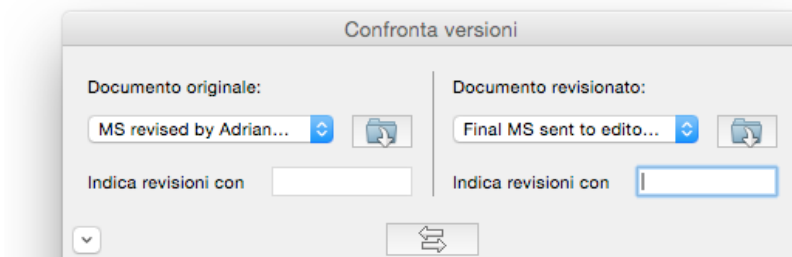 Confronta versioni
Documento originale:
Documento revisionato:
MS revised by Adrian...
Final MS sent to edito...
Indica revisioni con
Indica revisioni con